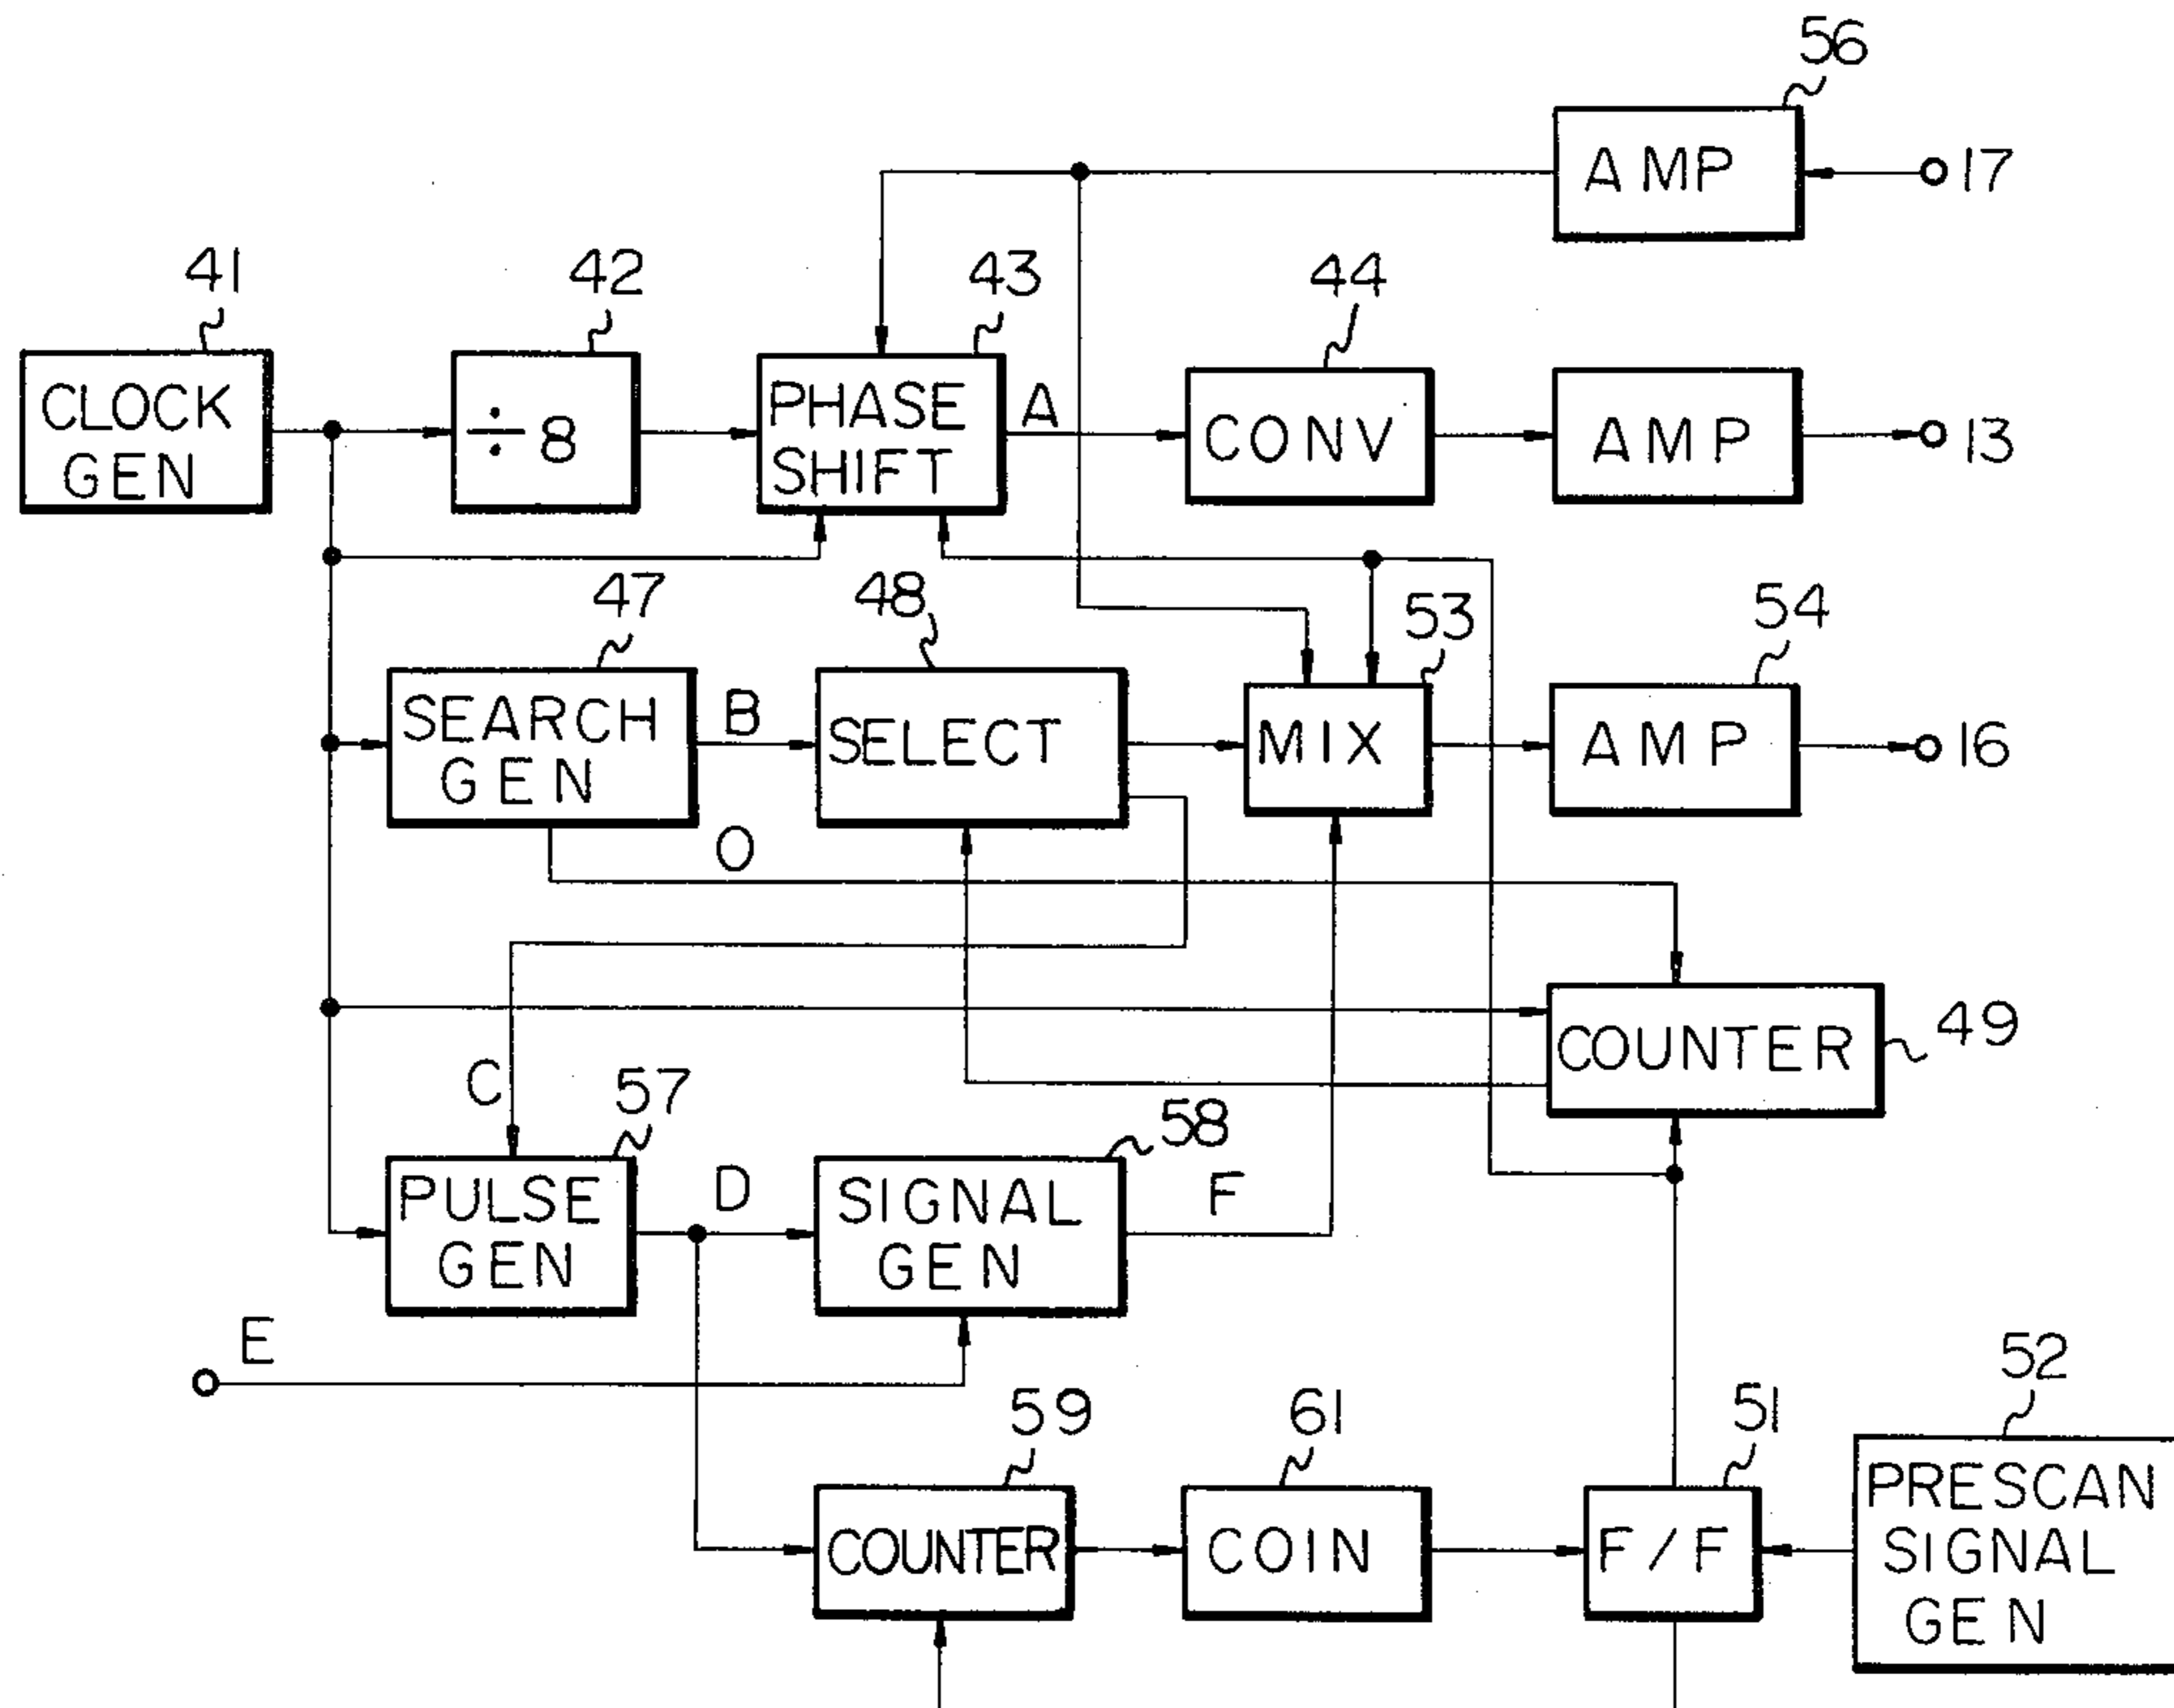 56
AMP
17
41
42
43
44
CLOCK
GEN
÷8
PHASE
SHIFT
A
CONV
AMP
13
47
48
53
54
SEARCH
GEN
B
SELECT
MIX
AMP
16
O
COUNTER
49
C
57
58
PULSE
GEN
D
SIGNAL
GEN
F
E
59
61
51
52
COUNTER
COIN
F/F
PRESCAN
SIGNAL
GEN